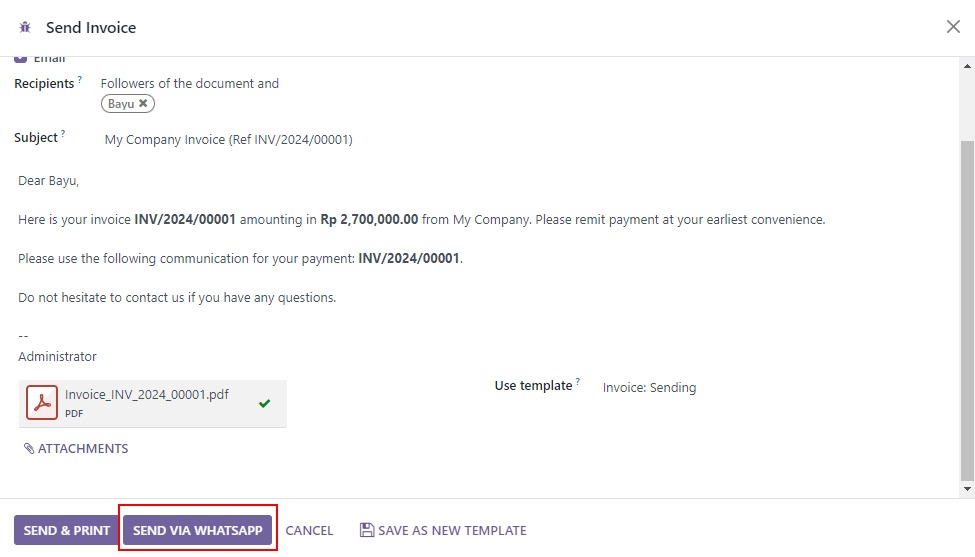 Send Invoice
Email
Recipients ? Followers of the document and
Bayu ✖
Subject ? My Company Invoice (Ref INV/2024/00001)
Dear Bayu,
Here is your invoice INV/2024/00001 amounting in Rp 2,700,000.00 from My Company. Please remit payment at your earliest convenience.
Please use the following communication for your payment: INV/2024/00001.
Do not hesitate to contact us if you have any questions.
--
Administrator
Invoice_INV_2024_00001.pdf
PDF
Use template ? Invoice: Sending
ATTACHMENTS
SEND & PRINT SEND VIA WHATSAPP CANCEL SAVE AS NEW TEMPLATE